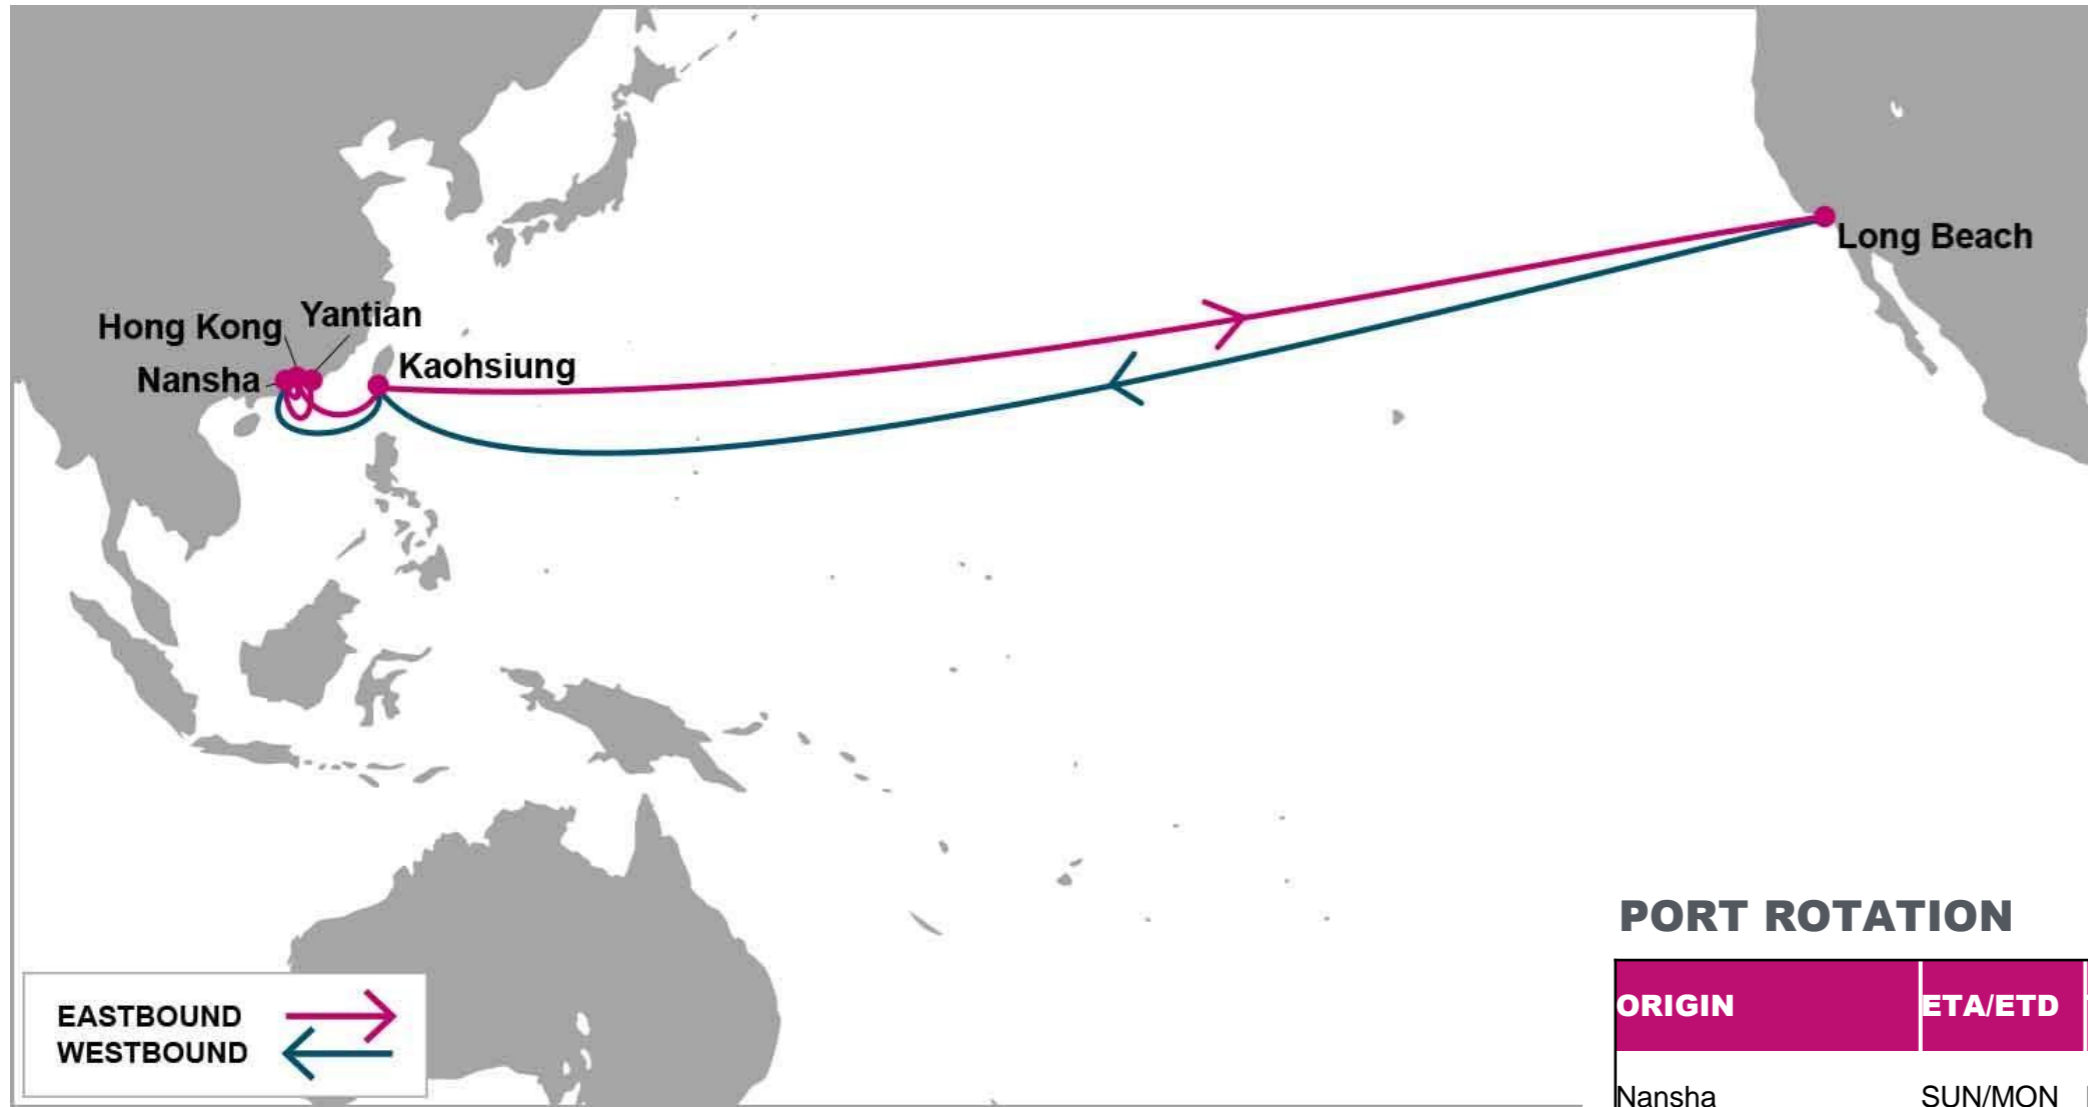 Long Beach
Yantian
Hong Kong
Kaohsiung
Nansha
PORT ROTATION
ORIGIN ETA/ETD
Nansha SUN/MON
EASTBOUND
WESTBOUND